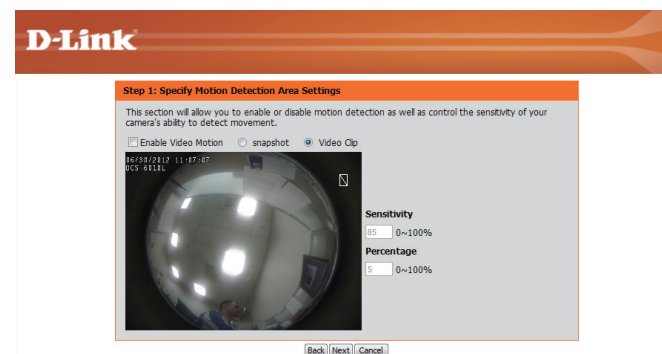 D-Link
Step 1: Specify Motion Detection Area Settings
This section will allow you to enable or disable motion detection as well as control the sensitivity of your
camera's ability to detect movement.
Enable Video Motion snapshot Video Clip
06/30/2012 11:07:07
DCS-6010L
Sensitivity
85 0~100%
Percentage
5 0~100%
Back Next Cancel